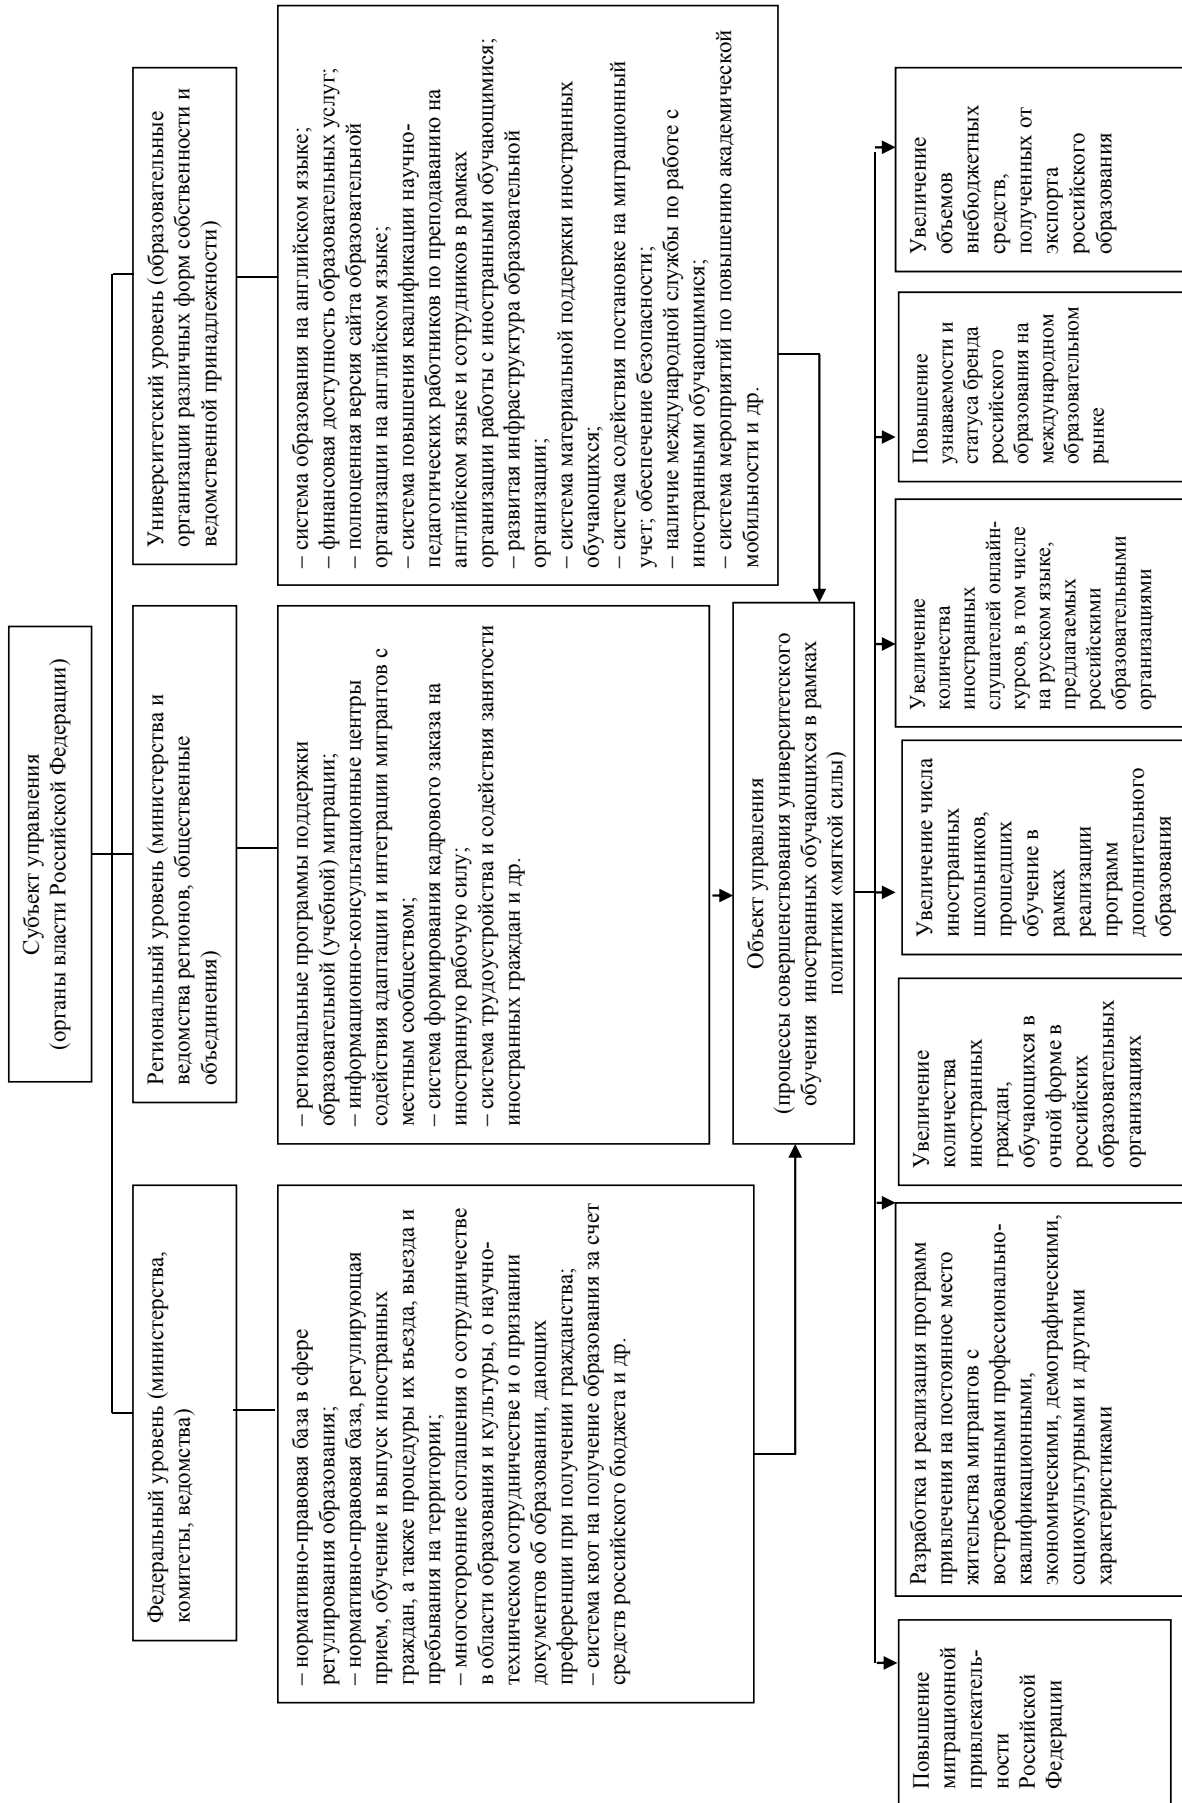 Субъект управления
(органы власти Российской Федерации)
Федеральный уровень (министерства,
комитеты, ведомства)
Региональный уровень (министерства и
ведомства регионов, общественные
объединения)
Университетский уровень (образовательные
организации различных форм собственности и
ведомственной принадлежности)
– нормативно-правовая база в сфере
регулирования образования;
– нормативно-правовая база, регулирующая
прием, обучение и выпуск иностранных
граждан, а также процедуры их въезда, выезда и
пребывания на территории;
– многосторонние соглашения о сотрудничестве
в области образования и культуры, о научно-
техническом сотрудничестве и о признании
документов об образовании, дающих
преференции при получении гражданства;
– система квот на получение образования за счет
средств российского бюджета и др.
– региональные программы поддержки
образовательной (учебной) миграции;
– информационно-консультационные центры
содействия адаптации и интеграции мигрантов с
местным сообществом;
– система формирования кадрового заказа на
иностранную рабочую силу;
– система трудоустройства и содействия занятости
иностранных граждан и др.
– система образования на английском языке;
– финансовая доступность образовательных услуг;
– полноценная версия сайта образовательной
организации на английском языке;
– система повышения квалификации научно-
педагогических работников по преподаванию на
английском языке и сотрудников в рамках
организации работы с иностранными обучающимися;
– развитая инфраструктура образовательной
организации;
– система материальной поддержки иностранных
обучающихся;
– система содействия постановке на миграционный
учет; обеспечение безопасности;
– наличие международной службы по работе с
иностранными обучающимися;
– система мероприятий по повышению академической
мобильности и др.
Объект управления
(процессы совершенствования университетского
обучения иностранных обучающихся в рамках
политики «мягкой силы)
Повышение
миграционной
привлекатель-
ности
Российской
Федерации
Разработка и реализация программ
привлечения на постоянное место
жительства мигрантов с
востребованными профессионально-
квалификационными,
экономическими, демографическими,
социокультурными и другими
характеристиками
Увеличение
количества
иностранных
граждан,
обучающихся в
очной форме в
российских
образовательных
организациях
Увеличение числа
иностранных
школьников,
прошедших
обучение в
рамках
реализации
программ
дополнительного
образования
Увеличение
количества
иностранных
слушателей онлайн-
курсов, в том числе
на русском языке,
предлагаемых
российскими
образовательными
организациями
Повышение
узнаваемости и
статуса бренда
российского
образования на
международном
образовательном
рынке
Увеличение
объемов
внебюджетных
средств,
полученных от
экспорта
российского
образования